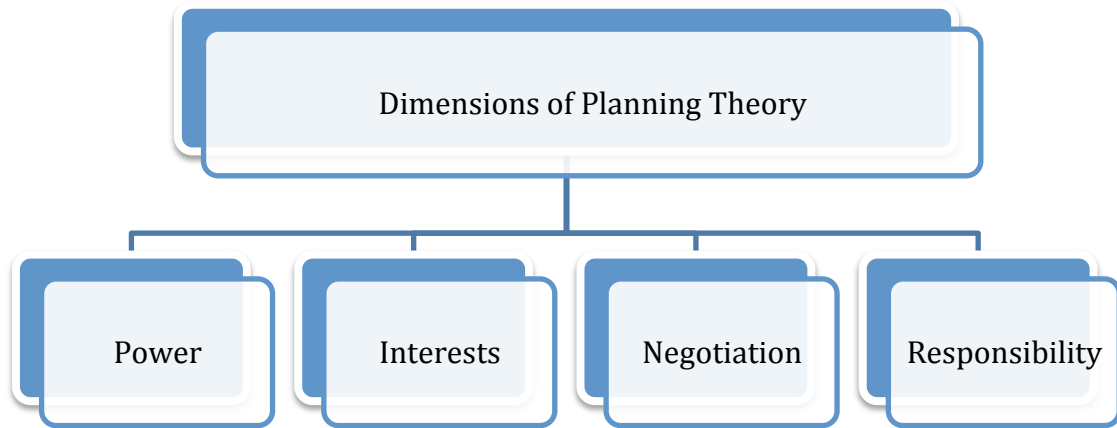 Dimensions of Planning Theory
Power
Interests
Negotiation
Responsibility